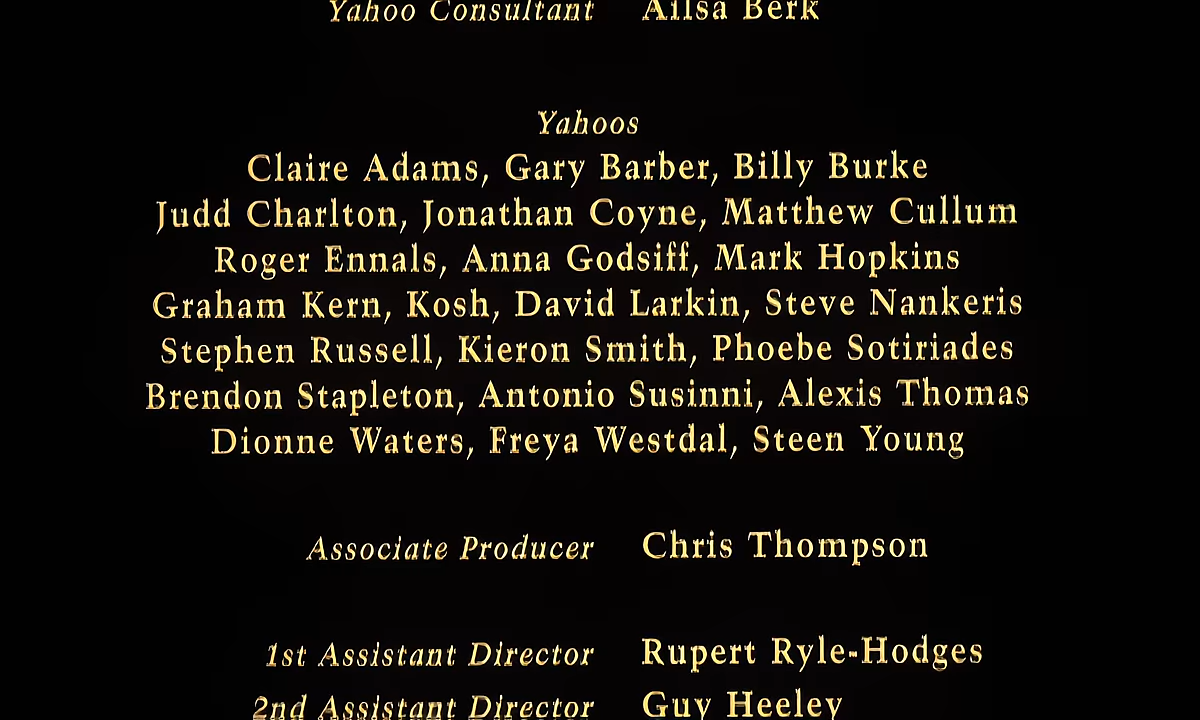 Yahoo Consultant Ailsa Berk
Yahoos
Claire Adams, Gary Barber, Billy Burke
Judd Charlton, Jonathan Coyne, Matthew Cullum
Roger Ennals, Anna Godsiff, Mark Hopkins
Graham Kern, Kosh, David Larkin, Steve Nankeris
Stephen Russell, Kieron Smith, Phoebe Sotiriades
Brendon Stapleton, Antonio Susinni, Alexis Thomas
Dionne Waters, Freya Westdal, Steen Young
Associate Producer Chris Thompson
1st Assistant Director Rupert Ryle-Hodges
2nd Assistant Director Guy Heeley